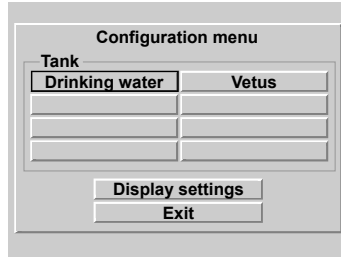 Configuration menu
Tank
Drinking water Vetus
Display settings
Exit